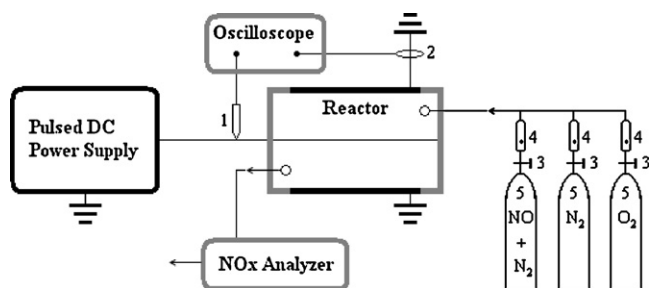 Oscilloscope
2
Reactor
1
Pulsed DC
Power Supply
4 4 4
3 3 3
5 5 5
NO N₂ O₂
+
N₂
NOx Analyzer